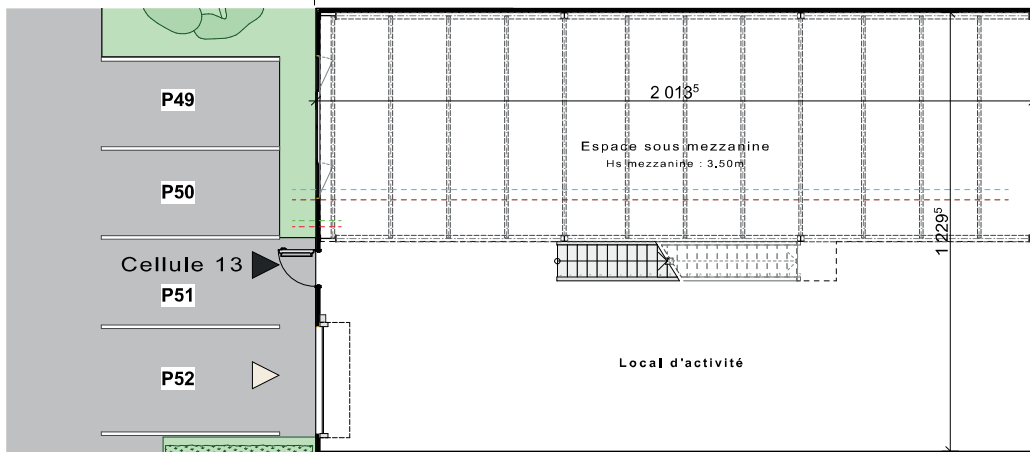 P49
2 013⁵
Espace sous mezzanine
Hs mezzanine : 3.50m
P50
1 229⁵
Cellule 13
P51
Local d'activité
P52